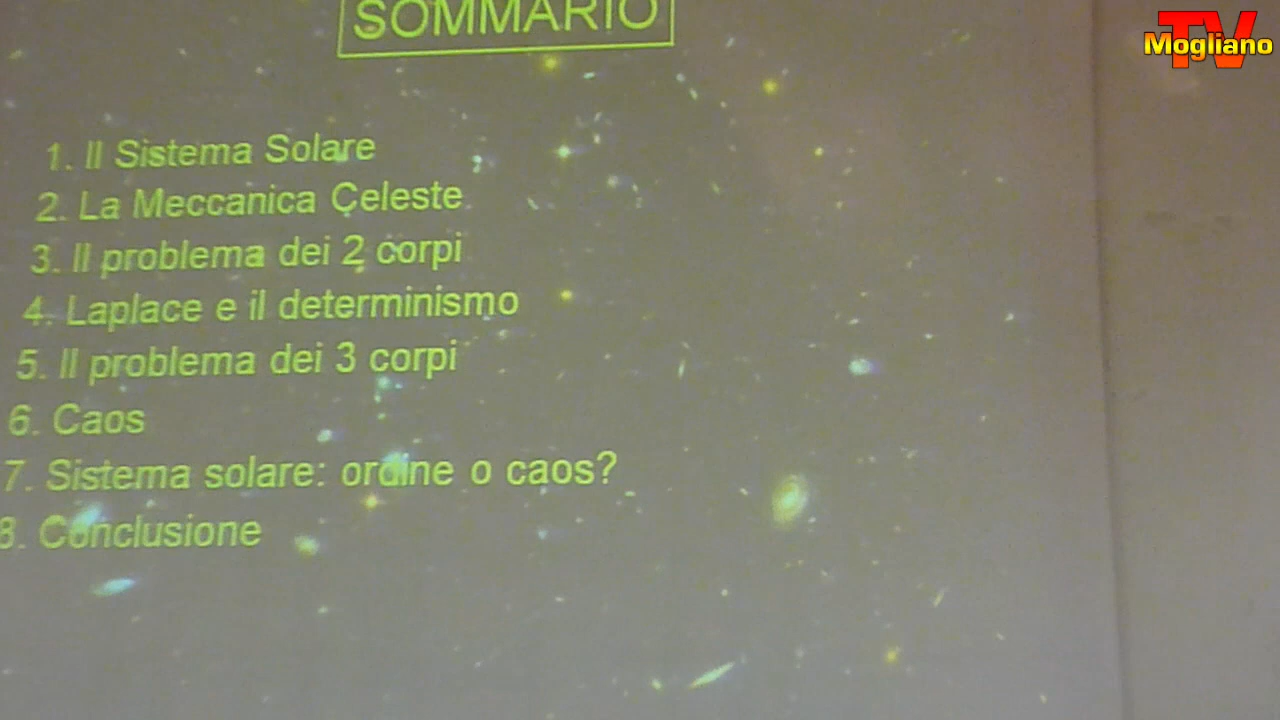 SOMMARIO
TV
Mogliano
1. Il Sistema Solare
2. La Meccanica Celeste
3. Il problema dei 2 corpi
4. Laplace e il determinismo
5. Il problema dei 3 corpi
6. Caos
7. Sistema solare: ordine o caos?
8. Conclusione